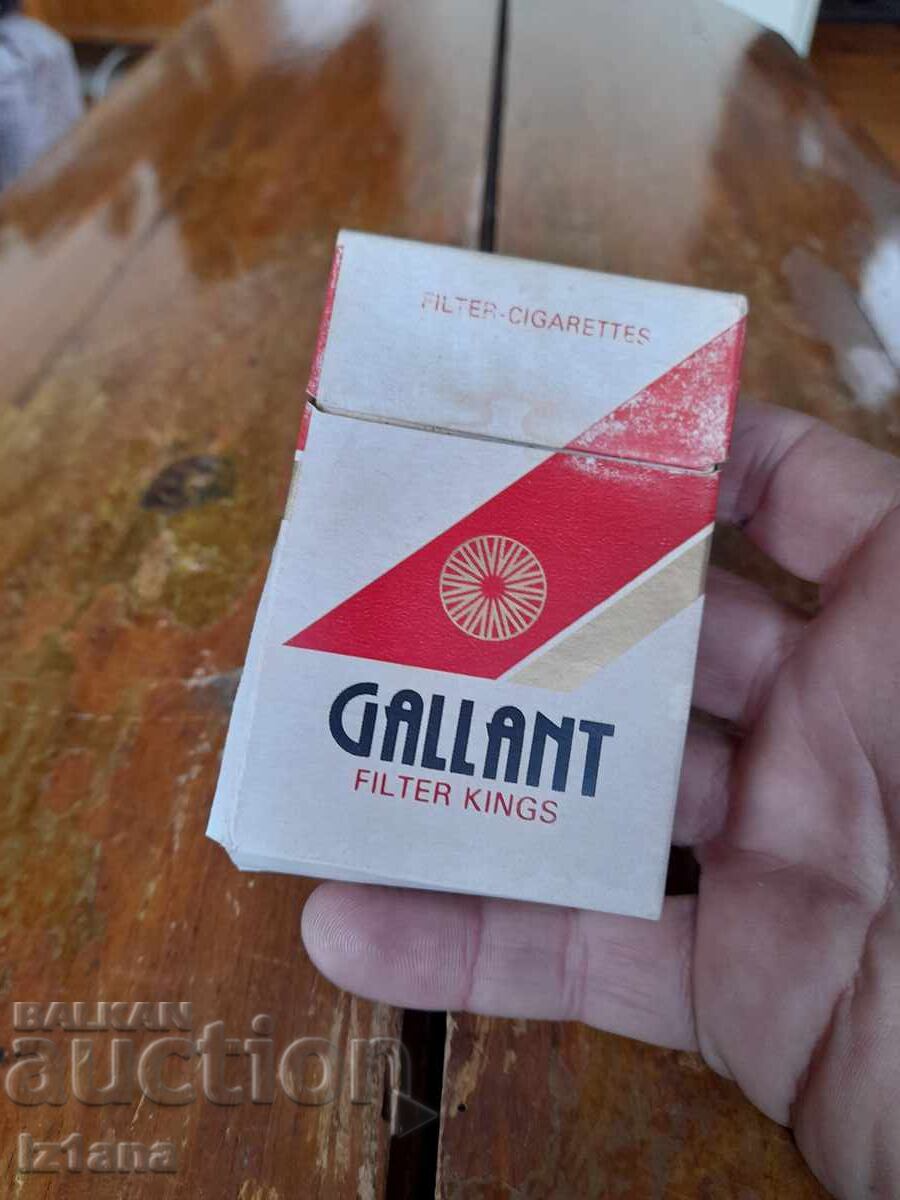 FILTER-CIGARETTES
GALLANT
FILTER KINGS
BALKAN
auction
Iz1ana